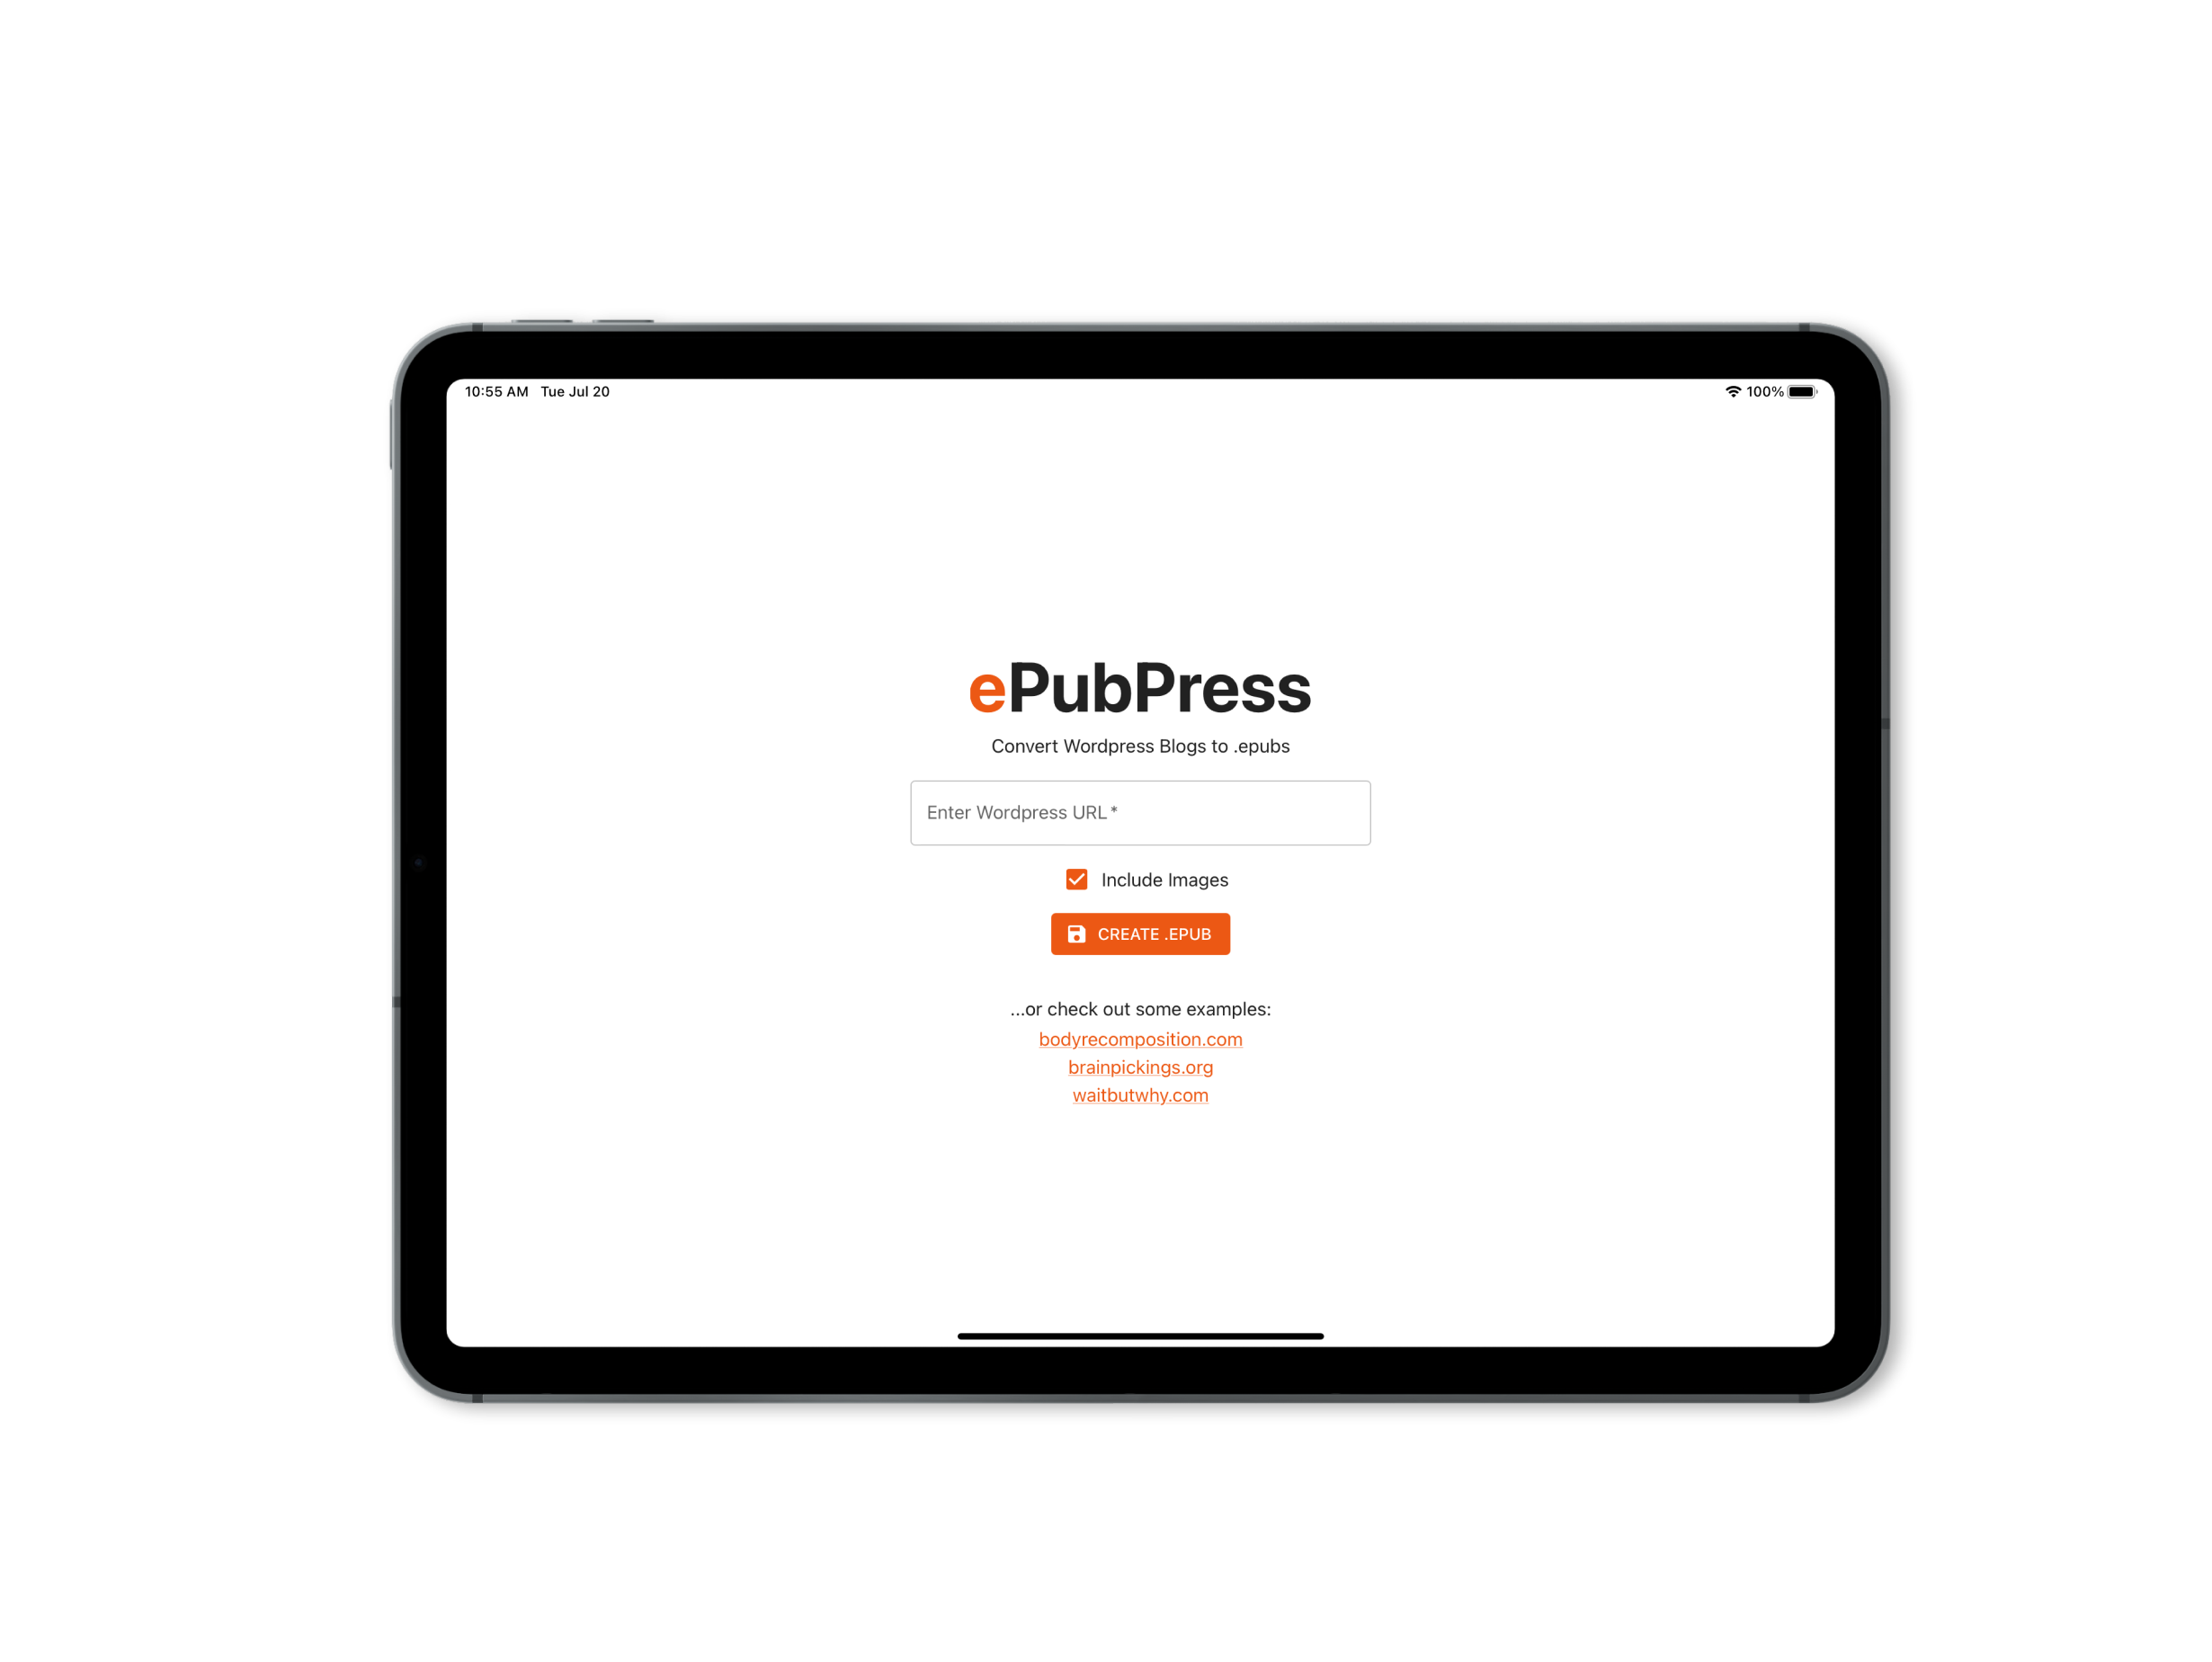 10:55 AM Tue Jul 20
100%
ePubPress
Convert Wordpress Blogs to .epubs
Enter Wordpress URL *
Include Images
CREATE .EPUB
...or check out some examples:
bodyrecomposition.com
brainpickings.org
waitbutwhy.com